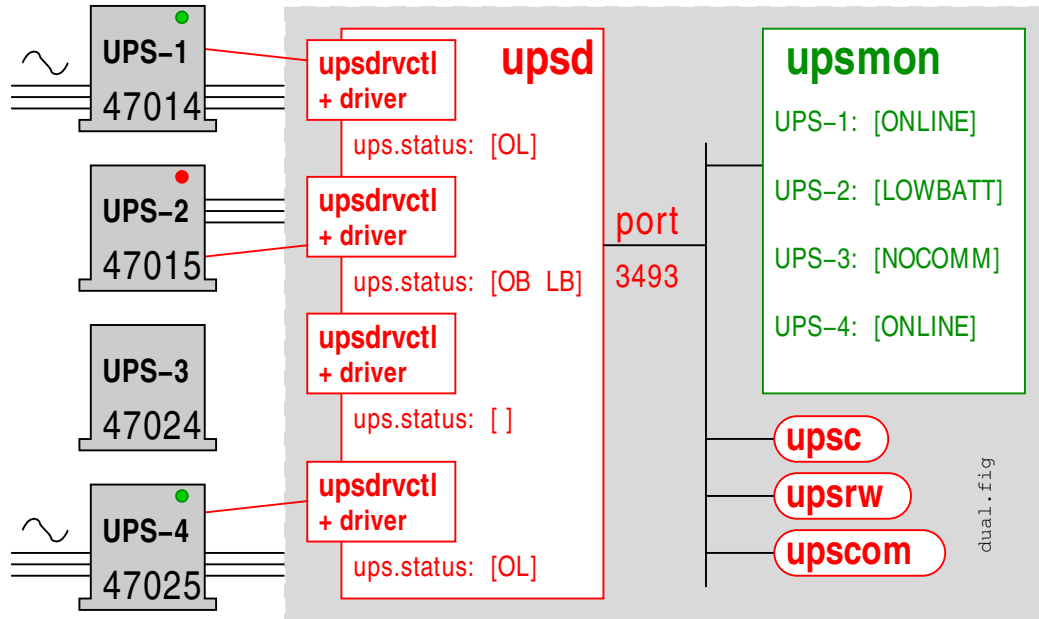 UPS−1
47014
UPS−2
47015
UPS−3
47024
UPS−4
47025
upsd
upsdrvctl
+ driver
ups.status: [OL]
upsdrvctl
+ driver
ups.status: [OB LB]
upsdrvctl
+ driver
ups.status: [ ]
upsdrvctl
+ driver
ups.status: [OL]
port
3493
upsmon
UPS−1: [ONLINE]
UPS−2: [LOWBATT]
UPS−3: [NOCOMM]
UPS−4: [ONLINE]
upsc
upsrw
upscom
dual.fig